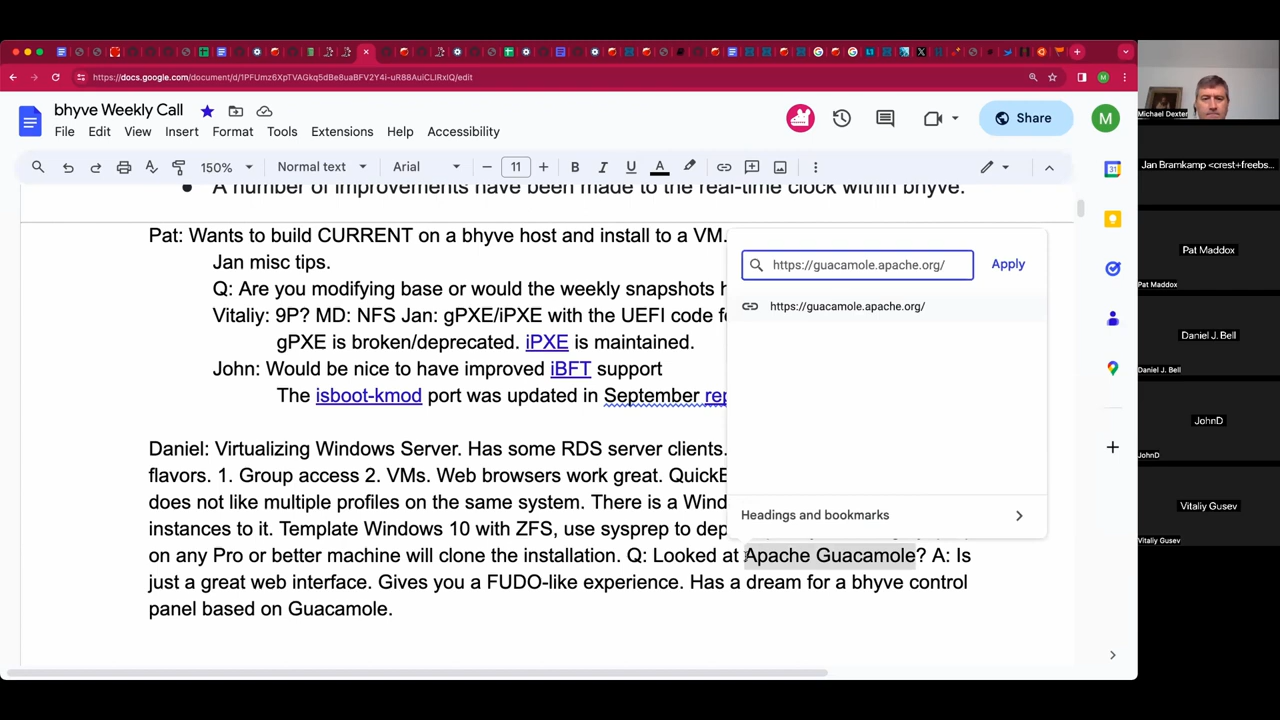 https://docs.google.com/document/d/1PFUmz6XpTVAGkq5dBe8uaBFV2Y4i-uR88AuiCLIRxIQ/edit
bhyve Weekly Call
File Edit View Insert Format Tools Extensions Help Accessibility
Share
M
150% Normal text Arial 11
A number of improvements have been made to the real-time clock within bhyve.
Pat: Wants to build CURRENT on a bhyve host and install to a VM.
Jan misc tips.
Q: Are you modifying base or would the weekly snapshots h
Vitaliy: 9P? MD: NFS Jan: gPXE/iPXE with the UEFI code fo
gPXE is broken/deprecated. iPXE is maintained.
John: Would be nice to have improved iBFT support
The isboot-kmod port was updated in September rep
Daniel: Virtualizing Windows Server. Has some RDS server clients.
flavors. 1. Group access 2. VMs. Web browsers work great. QuickB
does not like multiple profiles on the same system. There is a Wind
instances to it. Template Windows 10 with ZFS, use sysprep to dep
on any Pro or better machine will clone the installation. Q: Looked at Apache Guacamole? A: Is
just a great web interface. Gives you a FUDO-like experience. Has a dream for a bhyve control
panel based on Guacamole.
https://guacamole.apache.org/
Apply
https://guacamole.apache.org/
Headings and bookmarks
Michael Dexter
Jan Bramkamp <crest+freebs...
Pat Maddox
Pat Maddox
Daniel J. Bell
Daniel J. Bell
JohnD
JohnD
Vitaliy Gusev
Vitaliy Gusev